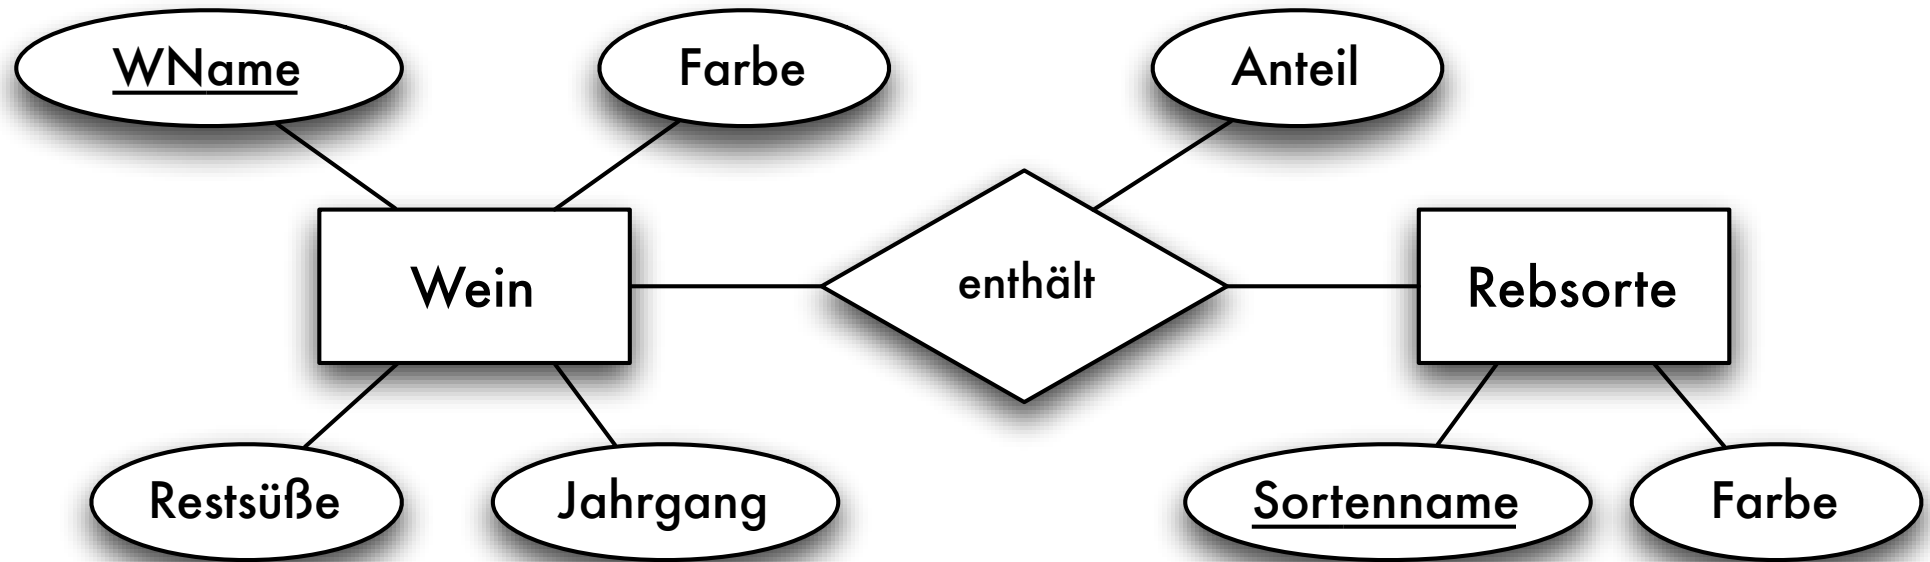 WName
Farbe
Anteil
Wein
enthält
Rebsorte
Restsüße
Jahrgang
Sortenname
Farbe